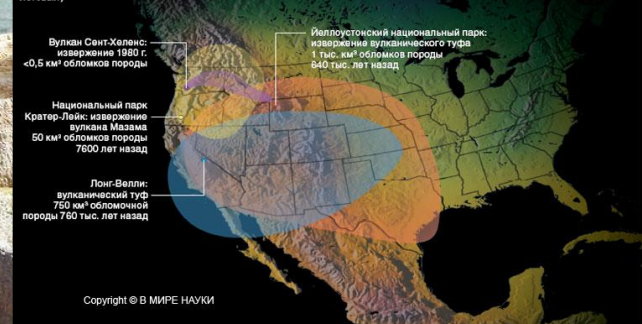 Вулкан Сент-Хеленс:
извержение 1980 г.
<0,5 км³ обломков породы
Йеллоустонский национальный парк:
извержение вулканического туфа
1 тыс. км³ обломков породы
640 тыс. лет назад
Национальный парк
Кратер-Лейк: извержение
вулкана Мазама
50 км³ обломков породы
7600 лет назад
Лонг-Велли:
вулканический туф
750 км³ обломочной
породы 760 тыс. лет назад
Copyright © В МИРЕ НАУКИ